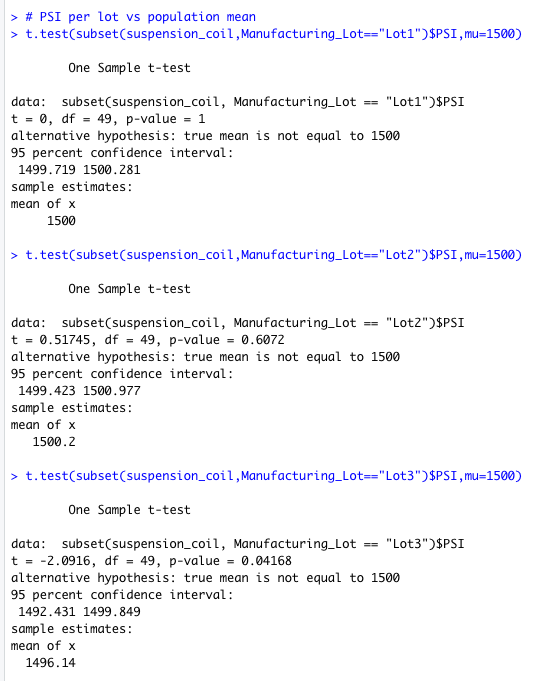 > # PSI per lot vs population mean
> t.test(subset(suspension_coil,Manufacturing_Lot=="Lot1")$PSI,mu=1500)
One Sample t-test
data:  subset(suspension_coil, Manufacturing_Lot == "Lot1")$PSI
t = 0, df = 49, p-value = 1
alternative hypothesis: true mean is not equal to 1500
95 percent confidence interval:
1499.719 1500.281
sample estimates:
mean of x
1500
> t.test(subset(suspension_coil,Manufacturing_Lot=="Lot2")$PSI,mu=1500)
One Sample t-test
data:  subset(suspension_coil, Manufacturing_Lot == "Lot2")$PSI
t = 0.51745, df = 49, p-value = 0.6072
alternative hypothesis: true mean is not equal to 1500
95 percent confidence interval:
1499.423 1500.977
sample estimates:
mean of x
1500.2
> t.test(subset(suspension_coil,Manufacturing_Lot=="Lot3")$PSI,mu=1500)
One Sample t-test
data:  subset(suspension_coil, Manufacturing_Lot == "Lot3")$PSI
t = -2.0916, df = 49, p-value = 0.04168
alternative hypothesis: true mean is not equal to 1500
95 percent confidence interval:
1492.431 1499.849
sample estimates:
mean of x
1496.14